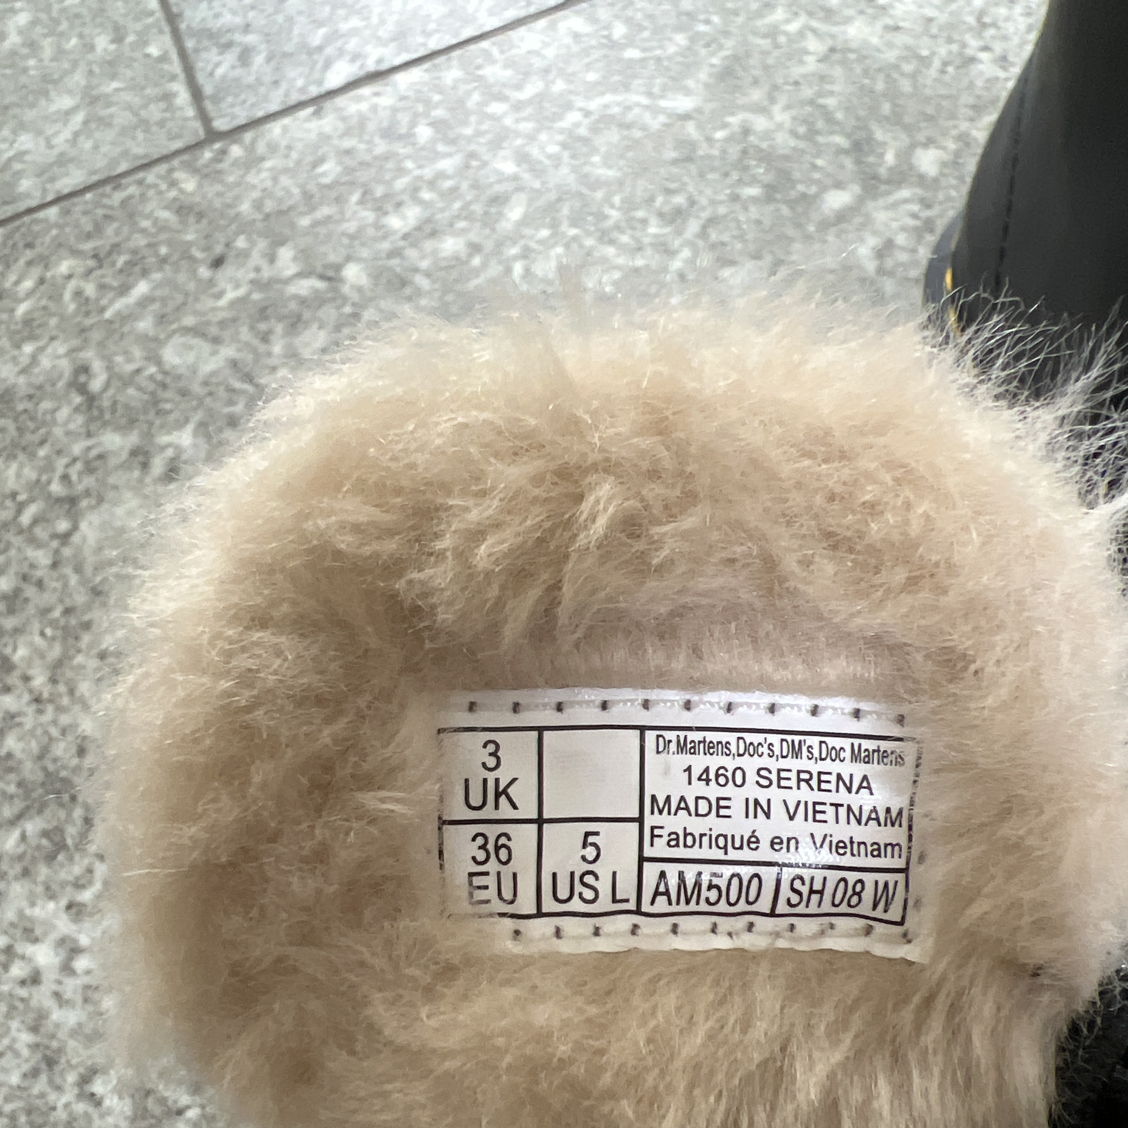 3
UK
36
EU
5
US L
Dr.Martens,Doc's,DM's,Doc Martens
1460 SERENA
MADE IN VIETNAM
Fabriqué en Vietnam
AM500
SH 08 W